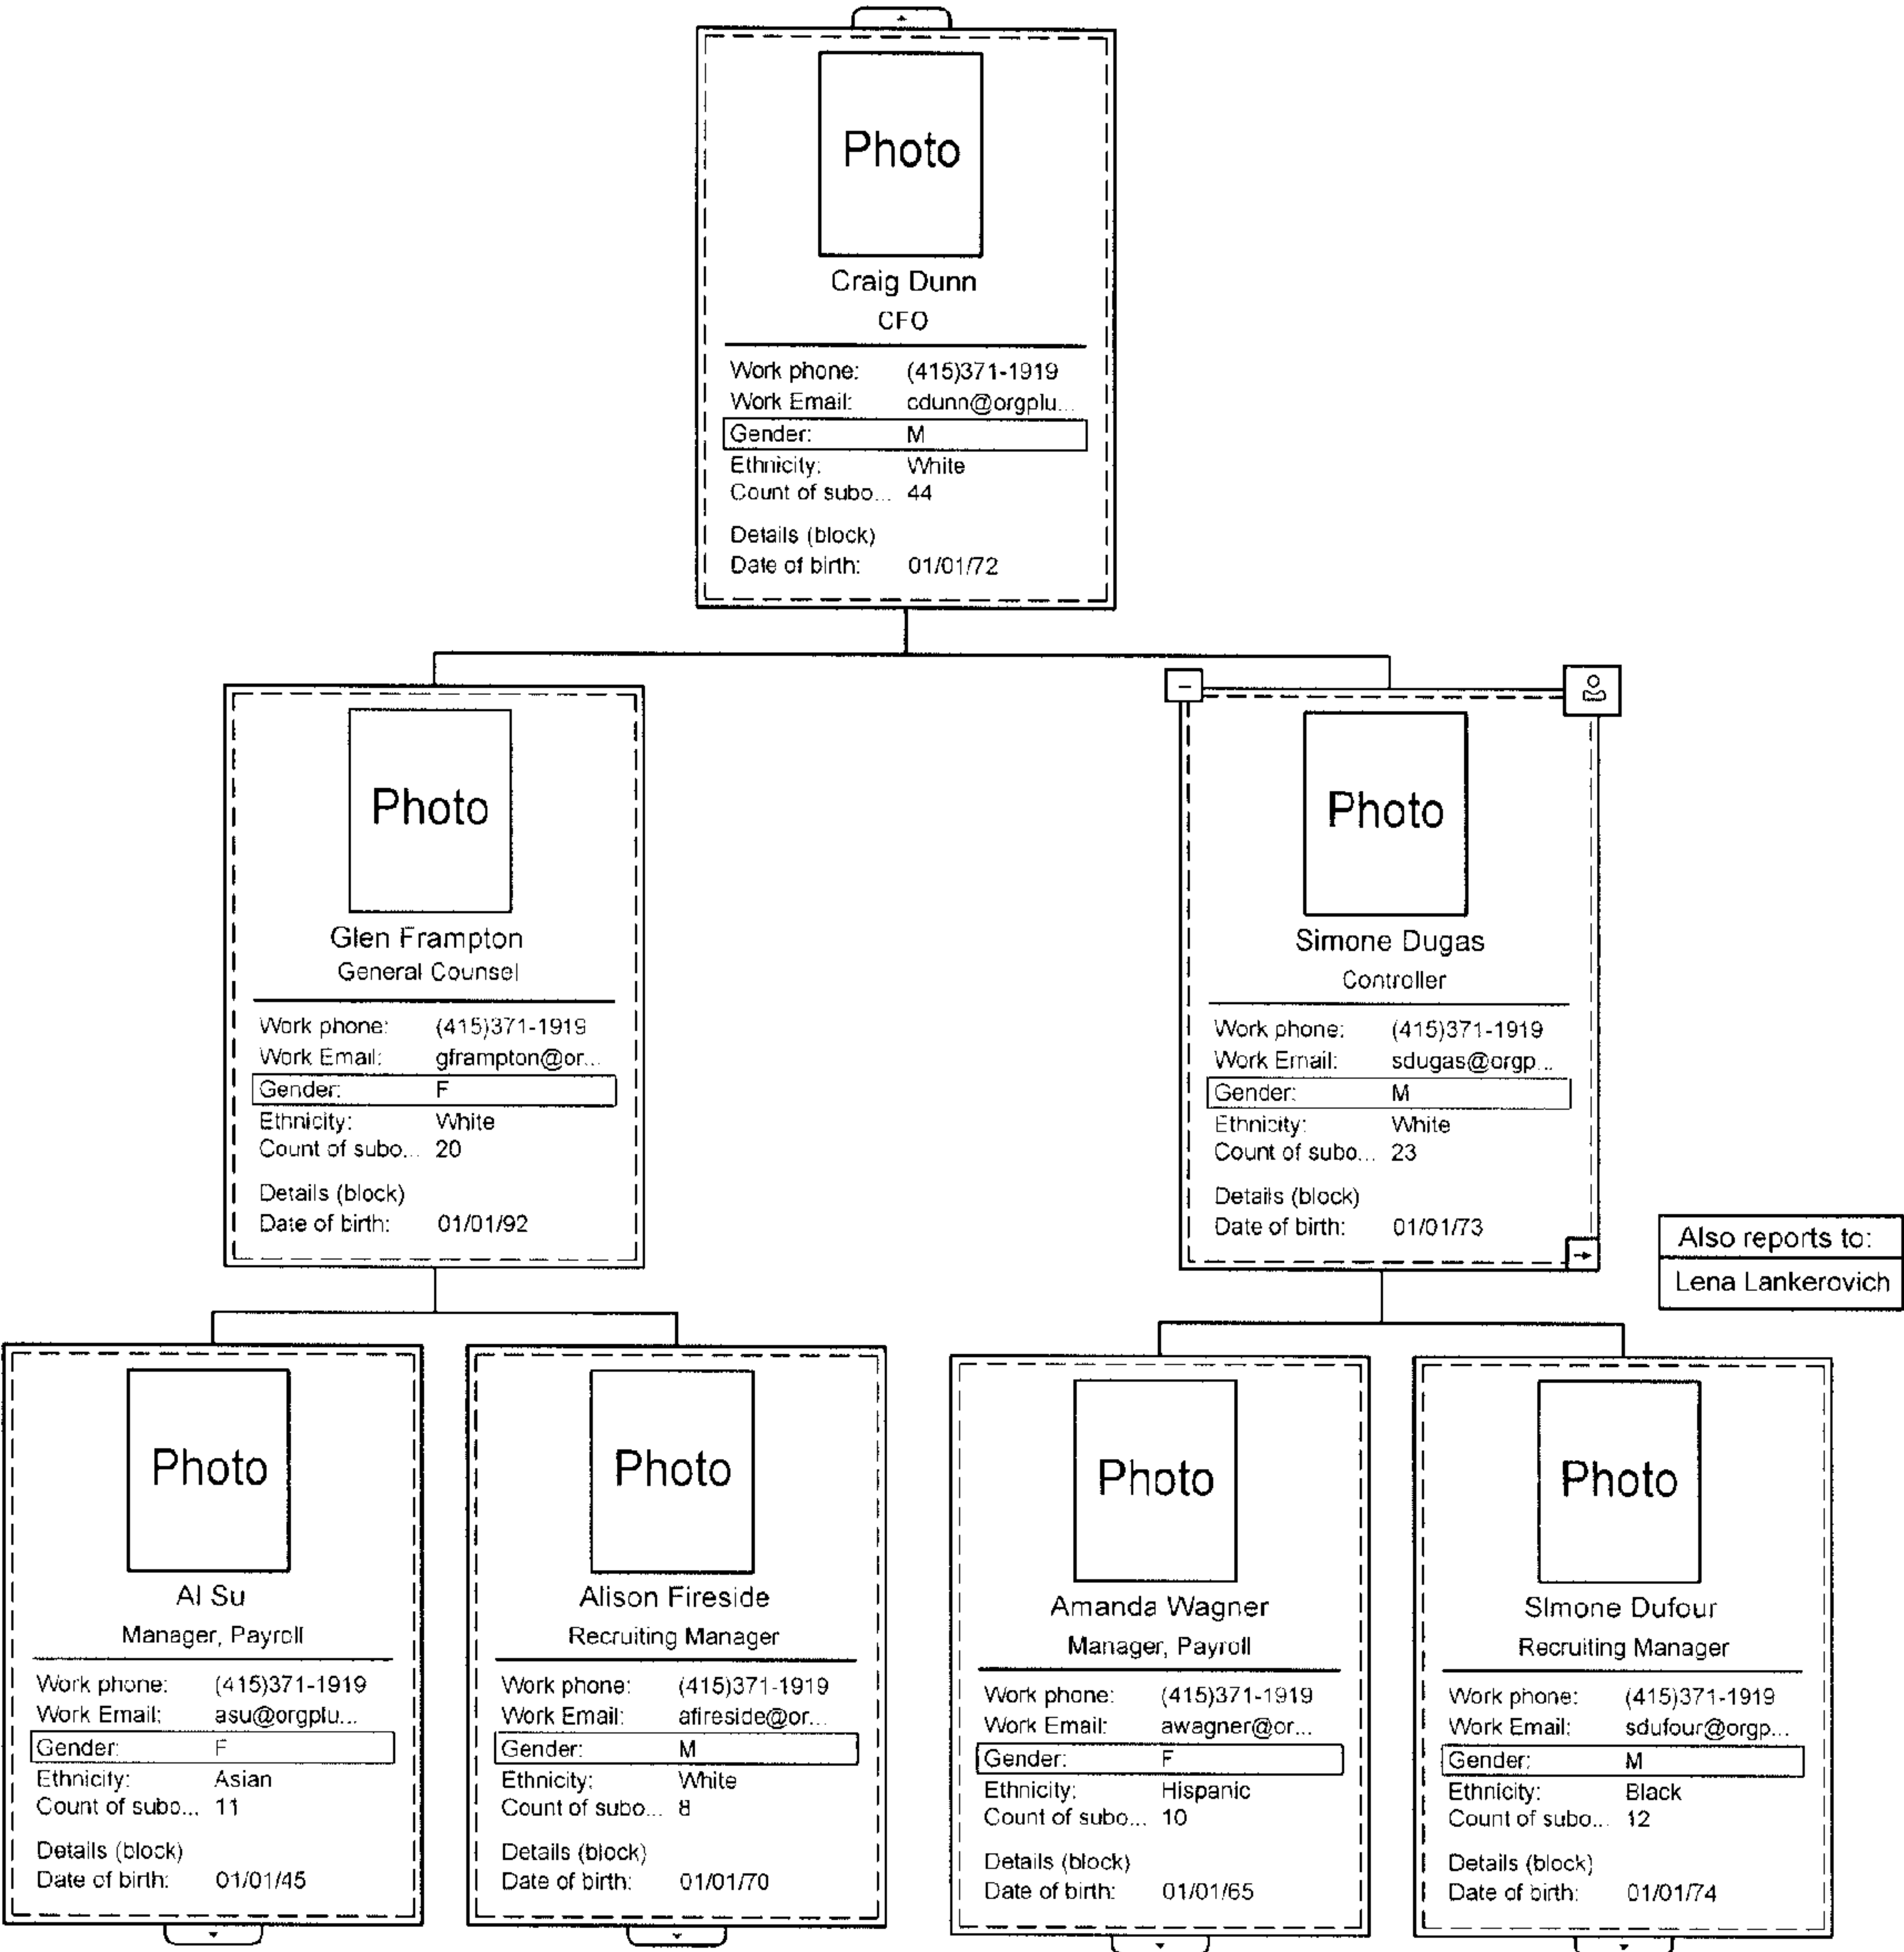 Photo
Craig Dunn
CFO
Work phone: (415)371-1919
Work Email: cdunn@orgplu...
Gender: M
Ethnicity: White
Count of subo... 44
Details (block)
Date of birth: 01/01/72
Photo
Glen Frampton
General Counsel
Work phone: (415)371-1919
Work Email: gframpton@or...
Gender: F
Ethnicity: White
Count of subo... 20
Details (block)
Date of birth: 01/01/92
Photo
Simone Dugas
Controller
Work phone: (415)371-1919
Work Email: sdugas@orgp...
Gender: M
Ethnicity: White
Count of subo... 23
Details (block)
Date of birth: 01/01/73
Also reports to:
Lena Lankerovich
Photo
Al Su
Manager, Payroll
Work phone: (415)371-1919
Work Email: asu@orgplu...
Gender: F
Ethnicity: Asian
Count of subo... 11
Details (block)
Date of birth: 01/01/45
Photo
Alison Fireside
Recruiting Manager
Work phone: (415)371-1919
Work Email: afireside@or...
Gender: M
Ethnicity: White
Count of subo... 8
Details (block)
Date of birth: 01/01/70
Photo
Amanda Wagner
Manager, Payroll
Work phone: (415)371-1919
Work Email: awagner@or...
Gender: F
Ethnicity: Hispanic
Count of subo... 10
Details (block)
Date of birth: 01/01/65
Photo
SImone Dufour
Recruiting Manager
Work phone: (415)371-1919
Work Email: sdufour@orgp...
Gender: M
Ethnicity: Black
Count of subo... 12
Details (block)
Date of birth: 01/01/74